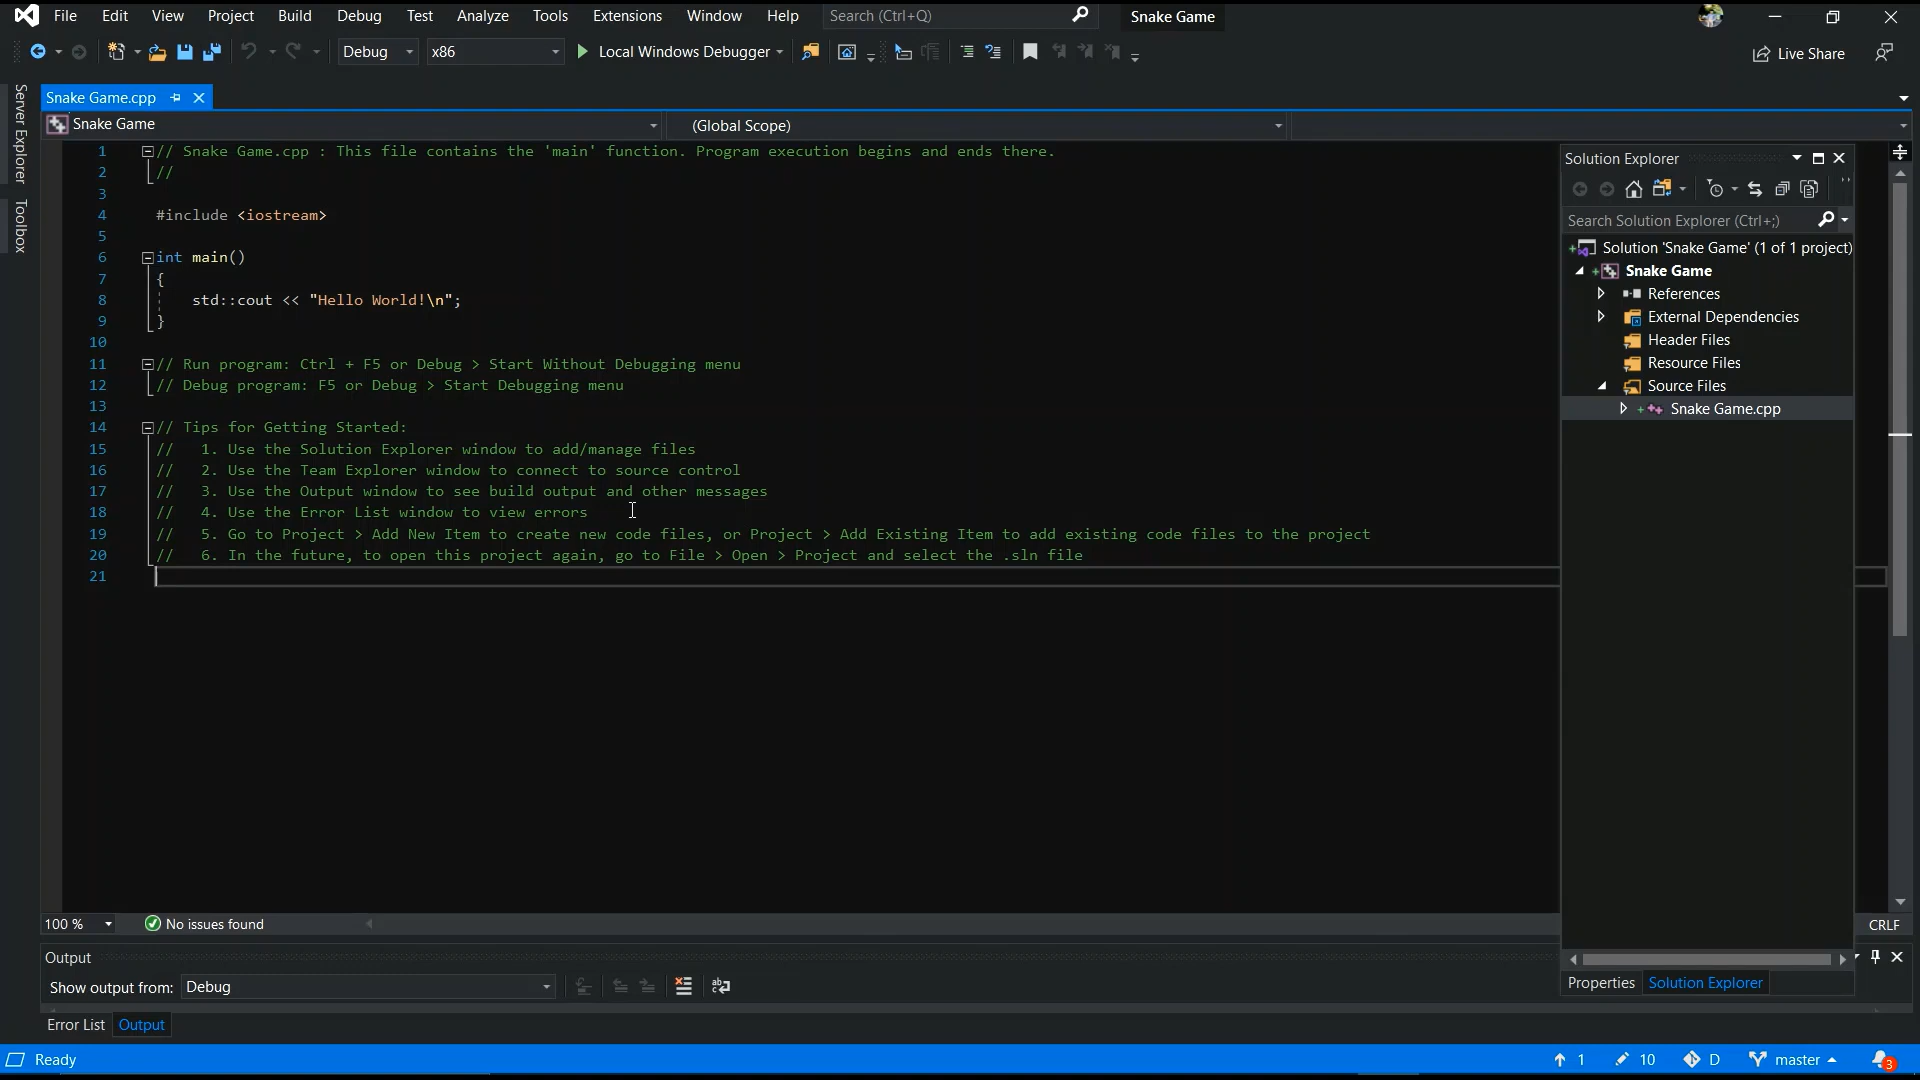 File Edit View Project Build Debug Test Analyze Tools Extensions Window Help Search (Ctrl+Q) Snake Game
Debug x86 Local Windows Debugger Live Share
Server Explorer
Toolbox
Snake Game.cpp
Snake Game (Global Scope)
1 // Snake Game.cpp : This file contains the 'main' function. Program execution begins and ends there.
2 //
3
4 #include <iostream>
5
6 int main()
7 {
8 std::cout << "Hello World!\n";
9 }
10
11 // Run program: Ctrl + F5 or Debug > Start Without Debugging menu
12 // Debug program: F5 or Debug > Start Debugging menu
13
14 // Tips for Getting Started:
15 // 1. Use the Solution Explorer window to add/manage files
16 // 2. Use the Team Explorer window to connect to source control
17 // 3. Use the Output window to see build output and other messages
18 // 4. Use the Error List window to view errors
19 // 5. Go to Project > Add New Item to create new code files, or Project > Add Existing Item to add existing code files to the project
20 // 6. In the future, to open this project again, go to File > Open > Project and select the .sln file
21
Solution Explorer
Search Solution Explorer (Ctrl+;)
Solution 'Snake Game' (1 of 1 project)
Snake Game
References
External Dependencies
Header Files
Resource Files
Source Files
Snake Game.cpp
Properties Solution Explorer
100 % No issues found CRLF
Output
Show output from: Debug
Error List Output
Ready 1 10 D master 3